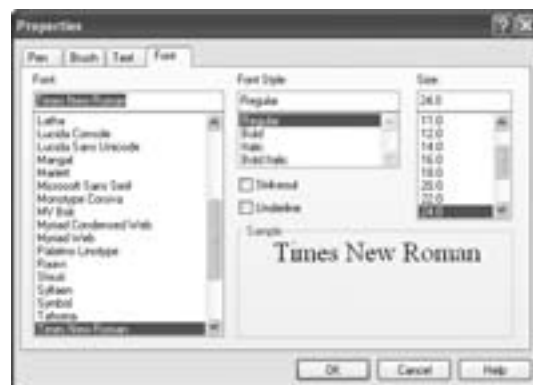 Properties
Pen Brush Text Font
Font Font Style Size
Times New Roman Regular 24.0
Latha
Lucida Console
Lucida Sans Unicode
Mangal
Marlett
Microsoft Sans Serif
Monotype Corsiva
MV Boli
Myriad Condensed Web
Myriad Web
Palatino Linotype
Raavi
Shruti
Sylfaen
Symbol
Tahoma
Times New Roman
Regular
Bold
Italic
Bold Italic
Strikeout
Underline
11.0
12.0
14.0
16.0
18.0
20.0
22.0
24.0
Sample
Times New Roman
OK Cancel Help